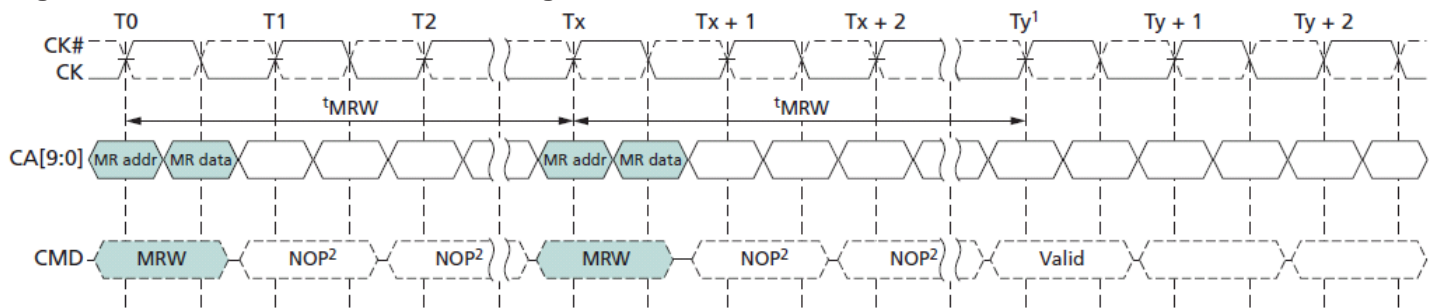 T0 T1 T2 Tx Tx + 1 Tx + 2 Ty¹ Ty + 1 Ty + 2
CK#
CK
ᵗMRW ᵗMRW
CA[9:0] MR addr MR data MR addr MR data
CMD MRW NOP² NOP² MRW NOP² NOP² Valid